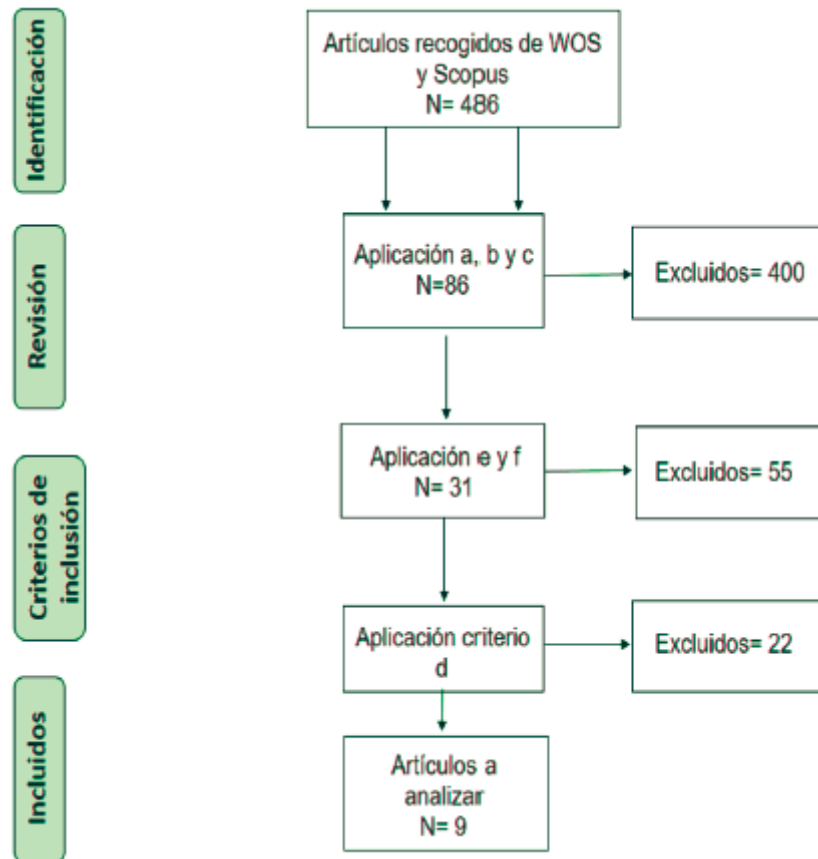 Identificación
Artículos recogidos de WOS
y Scopus
N= 486
Revisión
Aplicación a, b y c
N=86
Excluidos= 400
Criterios de
inclusión
Aplicación e y f
N= 31
Excluidos= 55
Aplicación criterio
d
Excluidos= 22
Incluidos
Artículos a
analizar
N= 9